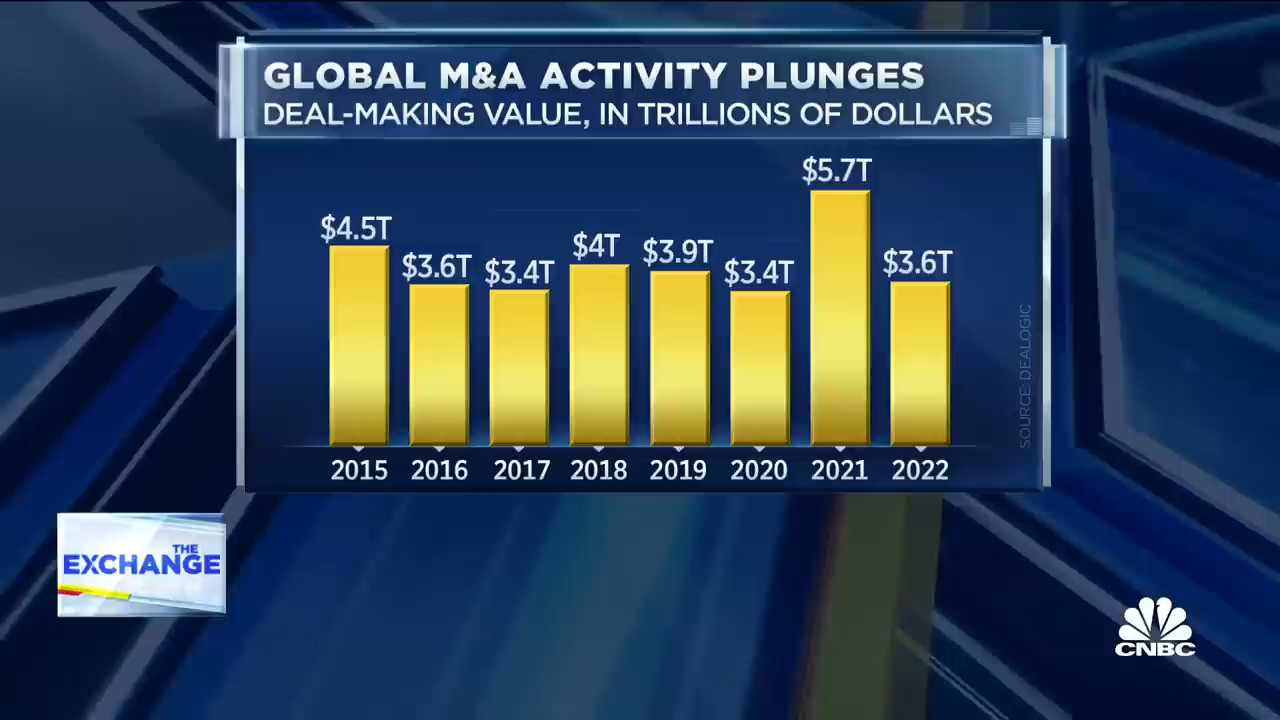 GLOBAL M&A ACTIVITY PLUNGES
DEAL-MAKING VALUE, IN TRILLIONS OF DOLLARS
$4.5T
$3.6T
$3.4T
$4T
$3.9T
$3.4T
$5.7T
$3.6T
2015
2016
2017
2018
2019
2020
2021
2022
SOURCE: DEALOGIC
THE
EXCHANGE
CNBC